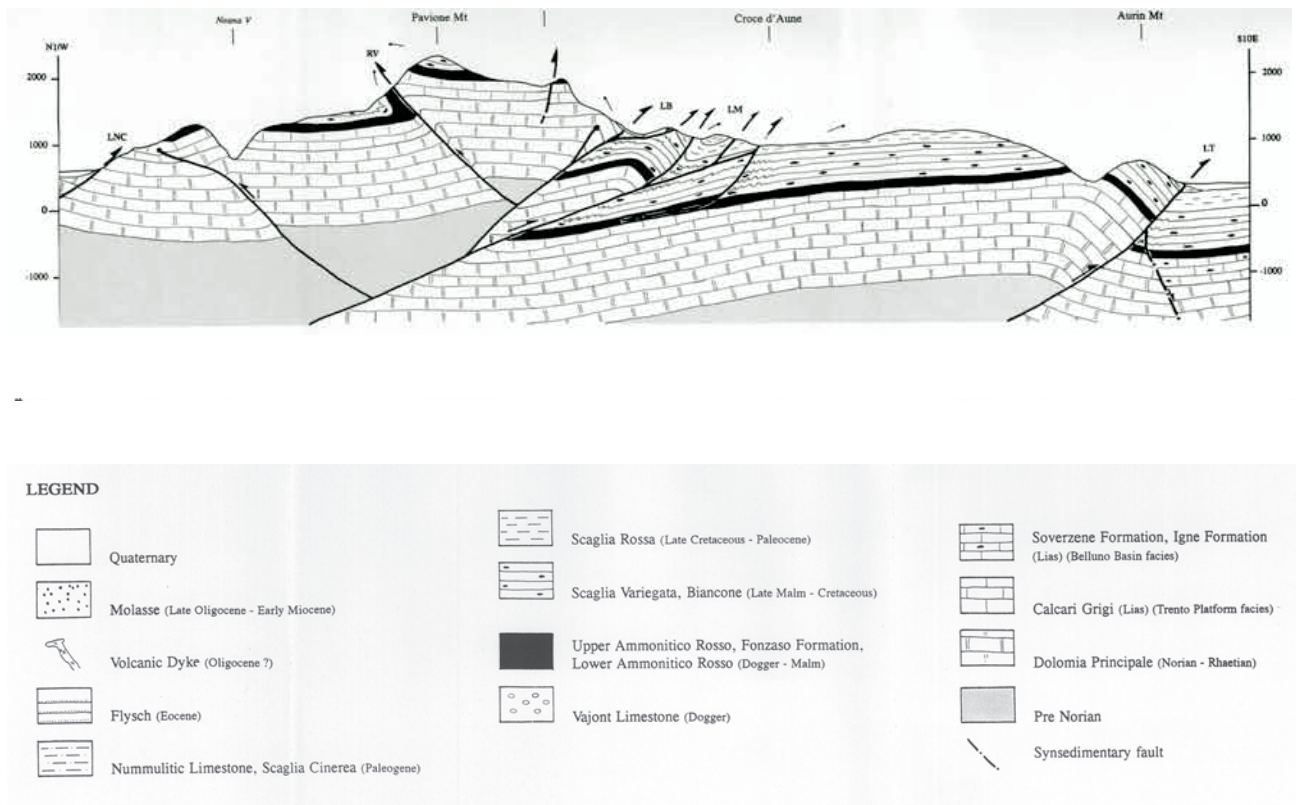 Noana V
Pavione Mt
Croce d'Aune
Aurin Mt
N10W
S10E
RV
LNC
LB
LM
LT
2000
1000
0
-1000
2000
1000
0
-1000
LEGEND
Quaternary
Molasse (Late Oligocene - Early Miocene)
Volcanic Dyke (Oligocene ?)
Flysch (Eocene)
Nummulitic Limestone, Scaglia Cinerea (Paleogene)
Scaglia Rossa (Late Cretaceous - Paleocene)
Scaglia Variegata, Biancone (Late Malm - Cretaceous)
Upper Ammonitico Rosso, Fonzaso Formation,
Lower Ammonitico Rosso (Dogger - Malm)
Vajont Limestone (Dogger)
Soverzene Formation, Igne Formation
(Lias) (Belluno Basin facies)
Calcari Grigi (Lias) (Trento Platform facies)
Dolomia Principale (Norian - Rhaetian)
Pre Norian
Synsedimentary fault